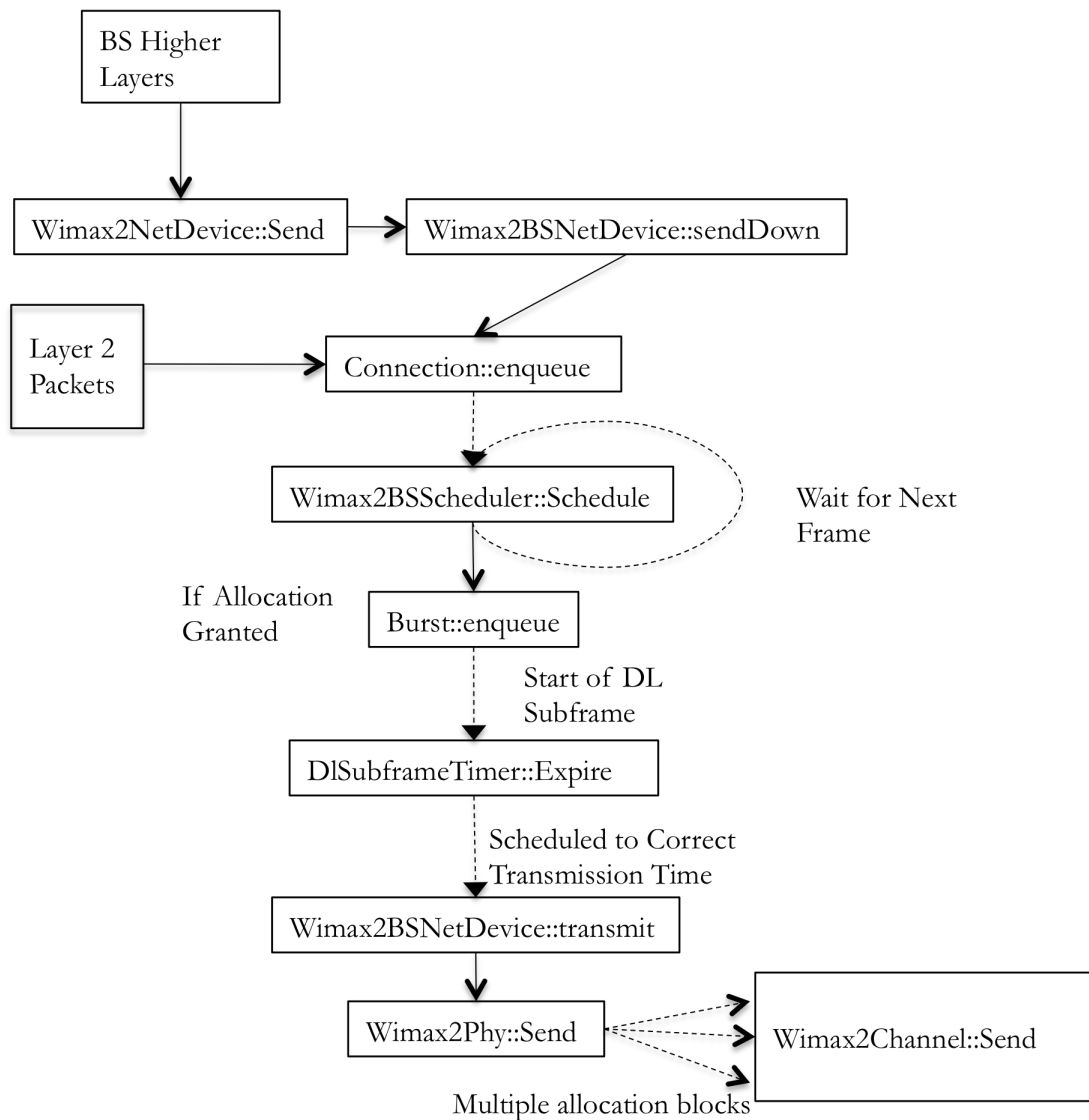 BS Higher
Layers
Wimax2NetDevice::Send
Wimax2BSNetDevice::sendDown
Layer 2
Packets
Connection::enqueue
Wimax2BSScheduler::Schedule
Wait for Next
Frame
If Allocation
Granted
Burst::enqueue
Start of DL
Subframe
DlSubframeTimer::Expire
Scheduled to Correct
Transmission Time
Wimax2BSNetDevice::transmit
Wimax2Phy::Send
Wimax2Channel::Send
Multiple allocation blocks